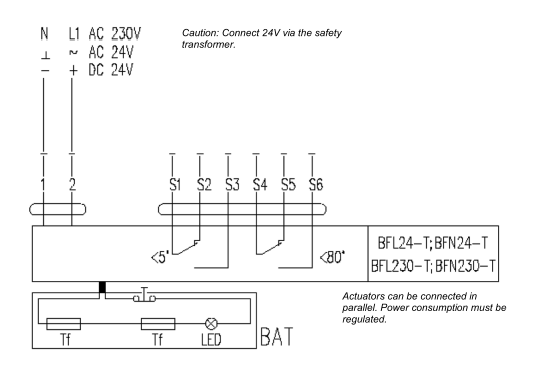 N L1 AC 230V
⊥ ~ AC 24V
− + DC 24V
Caution: Connect 24V via the safety
transformer.
1 2 S1 S2 S3 S4 S5 S6
<5° <80°
BFL24-T; BFN24-T
BFL230-T; BFN230-T
Actuators can be connected in
parallel. Power consumption must be
regulated.
T
Tf Tf LED BAT